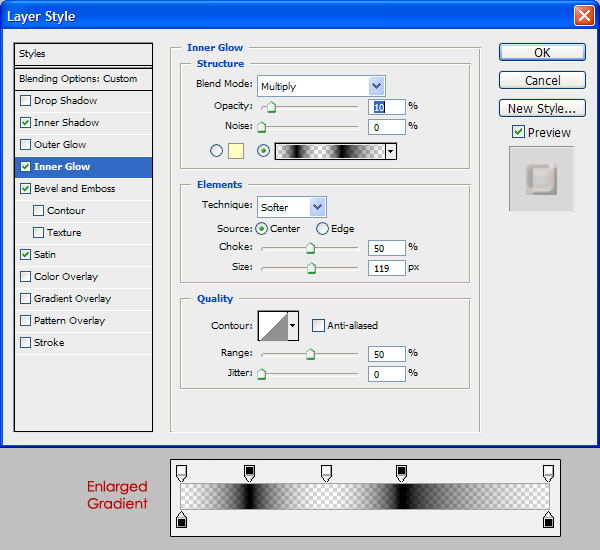 Layer Style
Styles
Blending Options: Custom
Drop Shadow
Inner Shadow
Outer Glow
Inner Glow
Bevel and Emboss
Contour
Texture
Satin
Color Overlay
Gradient Overlay
Pattern Overlay
Stroke
Inner Glow
Structure
Blend Mode: Multiply
Opacity: 10 %
Noise: 0 %
Elements
Technique: Softer
Source: Center Edge
Choke: 50 %
Size: 119 px
Quality
Contour: Anti-aliased
Range: 50 %
Jitter: 0 %
OK
Cancel
New Style...
Preview
Enlarged
Gradient